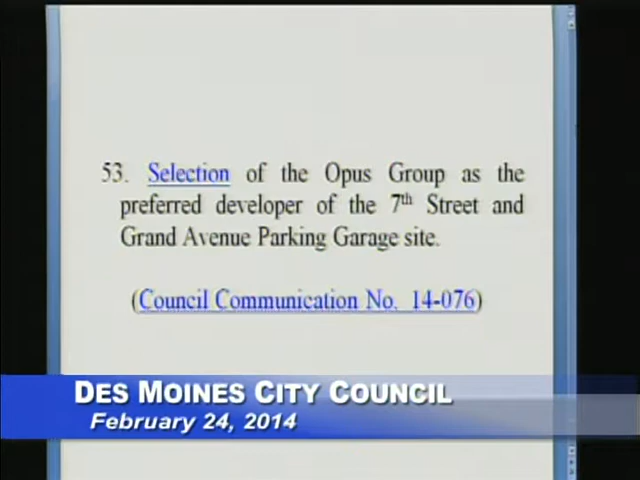 53. Selection of the Opus Group as the
preferred developer of the 7th Street and
Grand Avenue Parking Garage site.
(Council Communication No. 14-076)
DES MOINES CITY COUNCIL
February 24, 2014